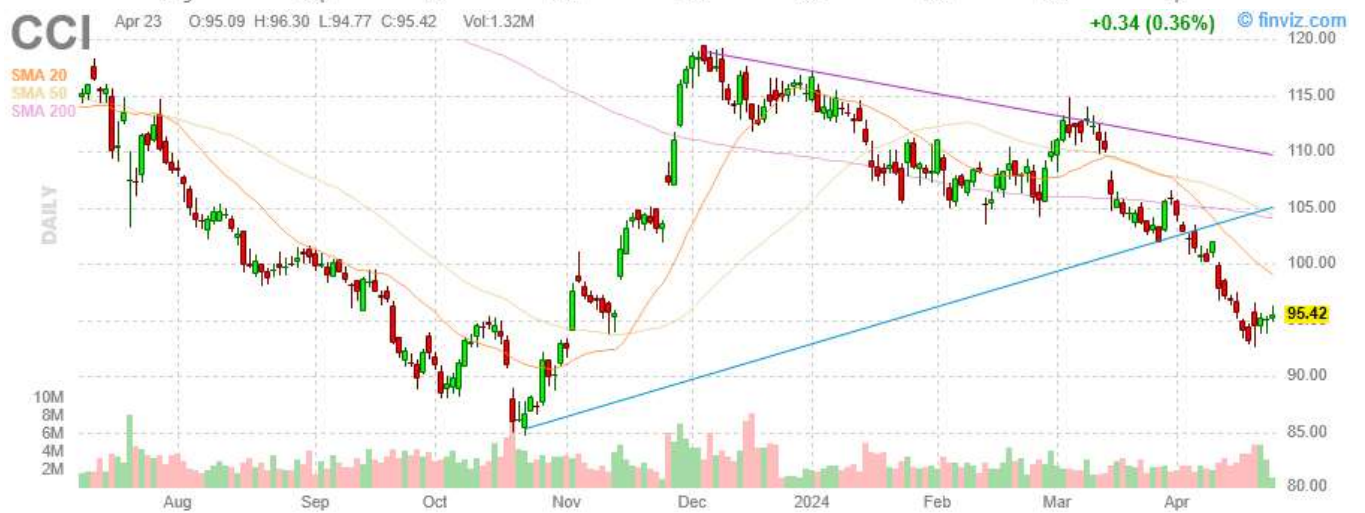 CCI Apr 23 O:95.09 H:96.30 L:94.77 C:95.42 Vol:1.32M +0.34 (0.36%) © finviz.com
120.00
SMA 20
SMA 50
SMA 200
115.00
110.00
DAILY
105.00
100.00
95.42
90.00
10M
8M
6M
4M
2M
85.00
80.00
Aug Sep Oct Nov Dec 2024 Feb Mar Apr